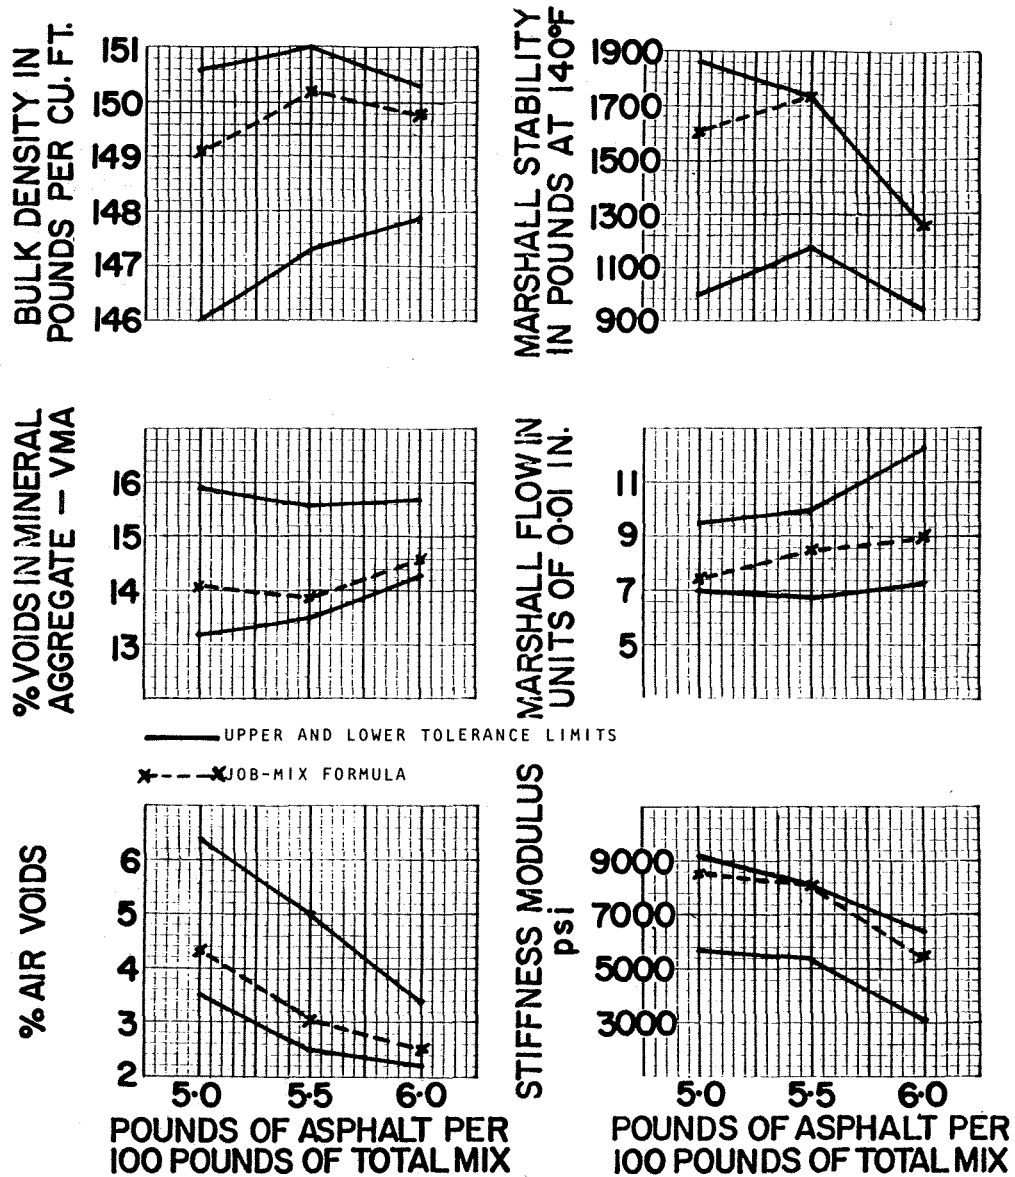 BULK DENSITY IN
POUNDS PER CU. FT.
151
150
149
148
147
146
MARSHALL STABILITY
IN POUNDS AT 140°F
1900
1700
1500
1300
1100
900
% VOIDS IN MINERAL
AGGREGATE — VMA
16
15
14
13
MARSHALL FLOW IN
UNITS OF 0·01 IN.
11
9
7
5
UPPER AND LOWER TOLERANCE LIMITS
JOB-MIX FORMULA
% AIR VOIDS
6
5
4
3
2
5·0 5·5 6·0
POUNDS OF ASPHALT PER
100 POUNDS OF TOTAL MIX
STIFFNESS MODULUS
psi
9000
7000
5000
3000
5·0 5·5 6·0
POUNDS OF ASPHALT PER
100 POUNDS OF TOTAL MIX